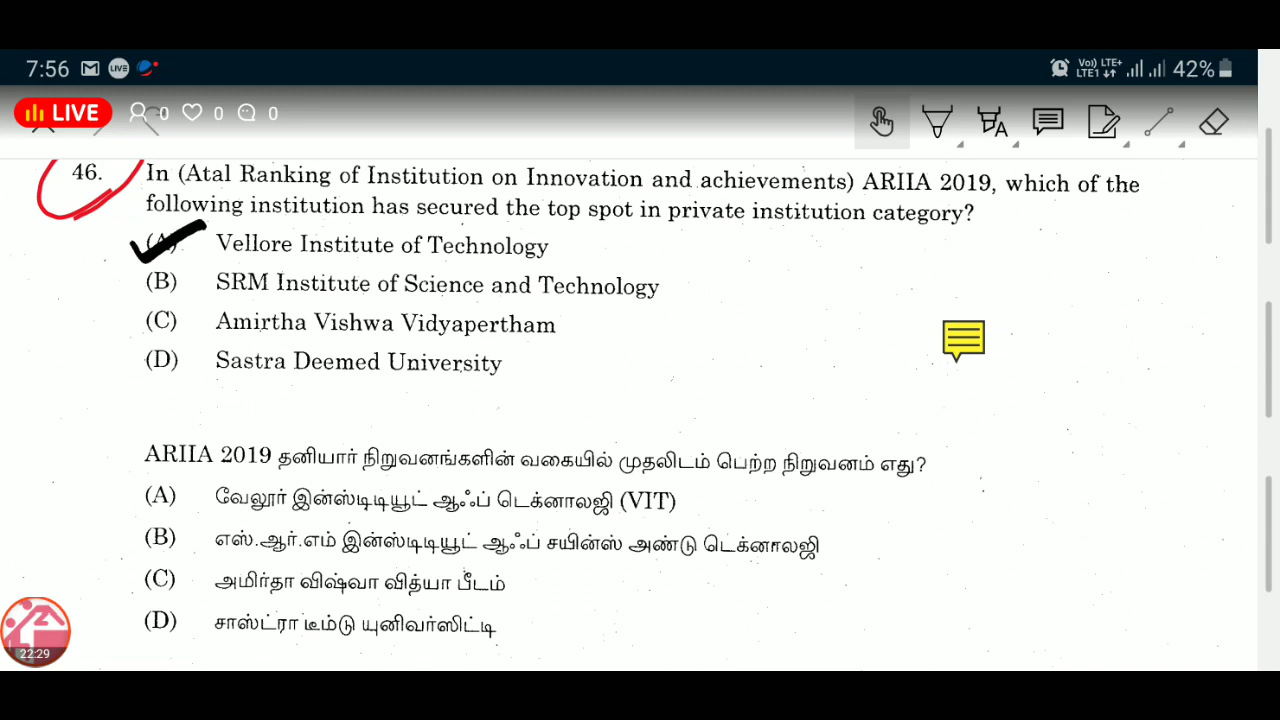 7:56 LIVE Vo) LTE+ LTE1 42%
LIVE 0 0 0
46. In (Atal Ranking of Institution on Innovation and achievements) ARIIA 2019, which of the
following institution has secured the top spot in private institution category?
(A) Vellore Institute of Technology
(B) SRM Institute of Science and Technology
(C) Amirtha Vishwa Vidyapertham
(D) Sastra Deemed University
ARIIA 2019 தனியார் நிறுவனங்களின் வகையில் முதலிடம் பெற்ற நிறுவனம் எது?
(A) வேலூர் இன்ஸ்டிடியூட் ஆஃப் டெக்னாலஜி (VIT)
(B) எஸ்.ஆர்.எம் இன்ஸ்டிடியூட் ஆஃப் சயின்ஸ் அண்டு டெக்னாலஜி
(C) அமிர்தா விஷ்வா வித்யா பீடம்
(D) சாஸ்ட்ரா டீம்டு யுனிவர்ஸிட்டி
22:29